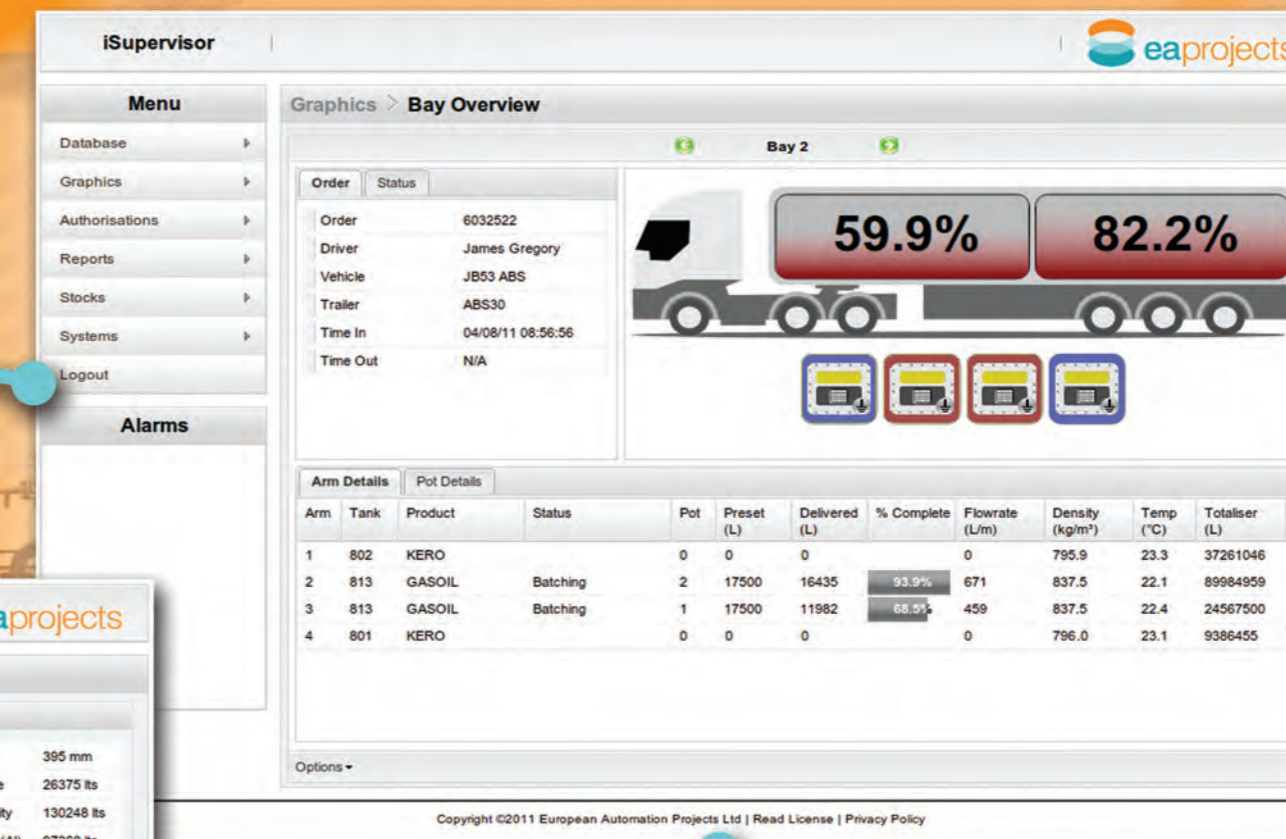 iSupervisor
eaprojects
Menu
Database
Graphics
Authorisations
Reports
Stocks
Systems
Logout
Alarms
Graphics > Bay Overview
Bay 2
Order Status
Order 6032522
Driver James Gregory
Vehicle JB53 ABS
Trailer ABS30
Time In 04/08/11 08:56:56
Time Out N/A
59.9% 82.2%
Arm Details Pot Details
Arm Tank Product Status Pot Preset (L) Delivered (L) % Complete Flowrate (L/m) Density (kg/m³) Temp (°C) Totaliser (L)
1 802 KERO 0 0 0 0 795.9 23.3 37261046
2 813 GASOIL Batching 2 17500 16435 93.9% 671 837.5 22.1 89984959
3 813 GASOIL Batching 1 17500 11982 68.5% 459 837.5 22.4 24567500
4 801 KERO 0 0 0 0 796.0 23.1 9386455
Options
Copyright ©2011 European Automation Projects Ltd | Read License | Privacy Policy
aprojects
395 mm
26375 lts
130248 lts